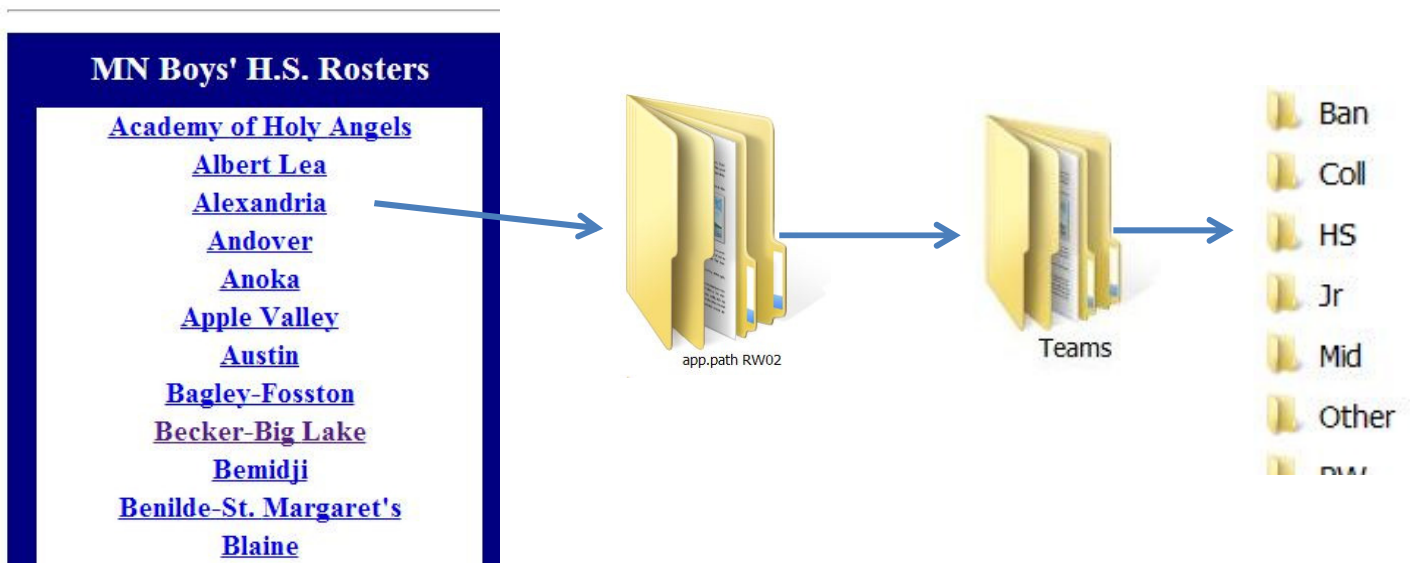 MN Boys' H.S. Rosters
Academy of Holy Angels
Albert Lea
Alexandria
Andover
Anoka
Apple Valley
Austin
Bagley-Fosston
Becker-Big Lake
Bemidji
Benilde-St. Margaret's
Blaine
app.path RW02
Teams
Ban
Coll
HS
Jr
Mid
Other